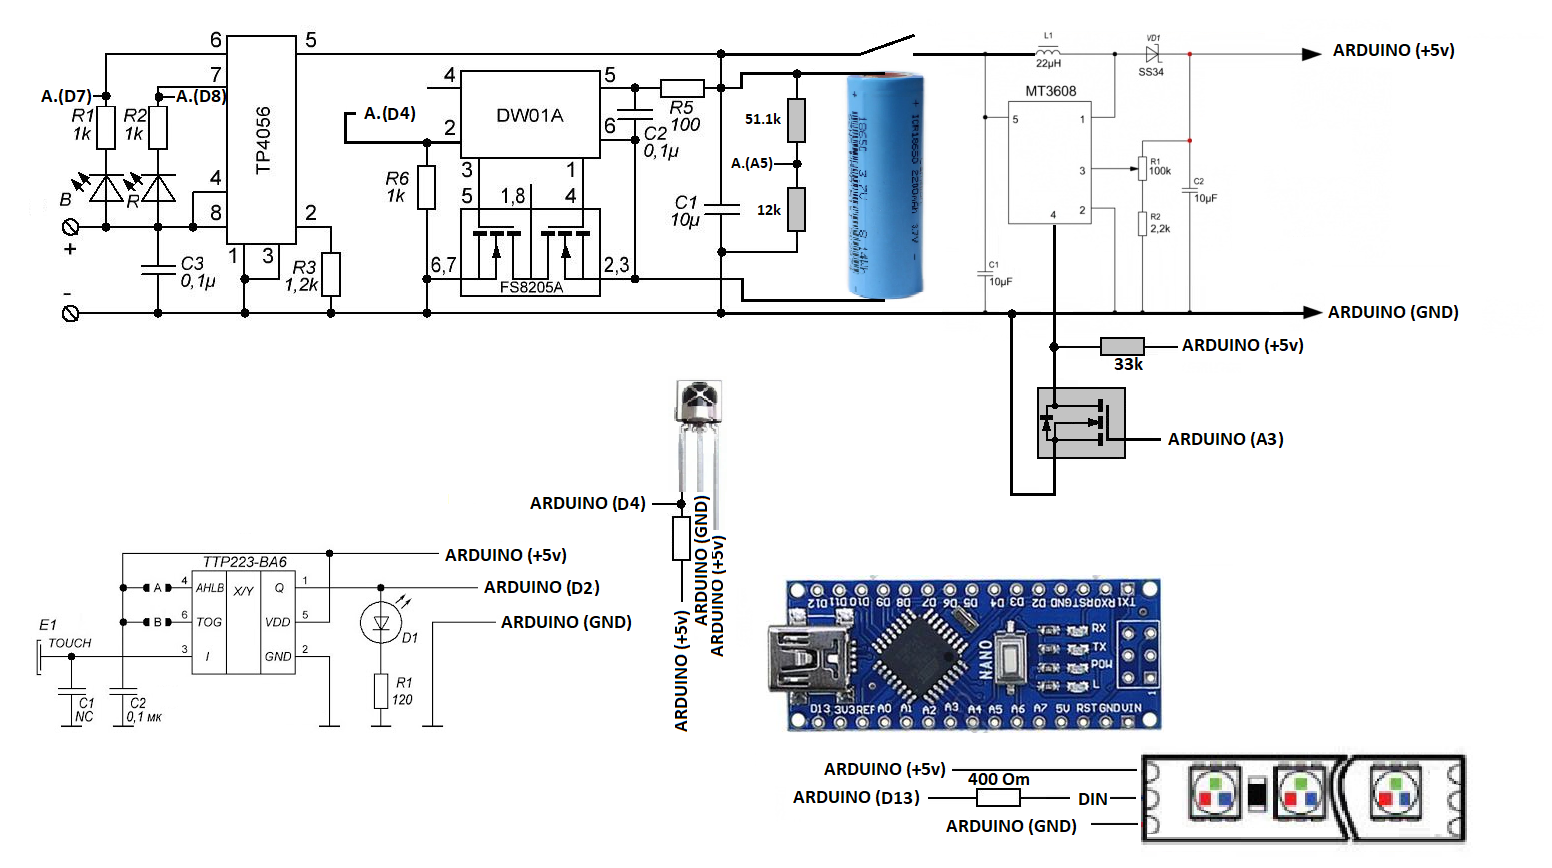 6
5
ARDUINO (+5v)
L1
22µH
VD1
SS34
7
4
5
MT3608
A.(D7)
A.(D8)
R1
1k
R2
1k
TP4056
A.(D4)
DW01A
R5
100
51.1k
5
1
2
6
C2
0,1µ
A.(A5)
3
R1
100k
B
R
4
3
1
R6
1k
5
1,8
4
C1
10µ
12k
C2
10µF
2
R2
2,2k
4
8
2
+
1
3
C3
0,1µ
R3
1,2k
6,7
2,3
FS8205A
C1
10µF
-
ICR18650 2200mAh 3.7V
ARDUINO (GND)
ARDUINO (+5v)
33k
ARDUINO (A3)
ARDUINO (D4)
ARDUINO (GND)
ARDUINO (+5v)
ARDUINO (+5v)
TTP223-BA6
ARDUINO (+5v)
A
4
AHLB
X/Y
Q
1
ARDUINO (D2)
B
6
TOG
VDD
5
ARDUINO (GND)
E1
TOUCH
D1
3
I
GND
2
C1
NC
C2
0,1 мк
R1
120
D12 D11 D10 D9 D8 D7 D6 D5 D4 D3 D2 GND RST RX0 TX1
RX
TX
POW
L
NANO
1
D13 3V3 REF A0 A1 A2 A3 A4 A5 A6 A7 5V RST GND VIN
ARDUINO (+5v)
400 Om
ARDUINO (D13)
DIN
ARDUINO (GND)